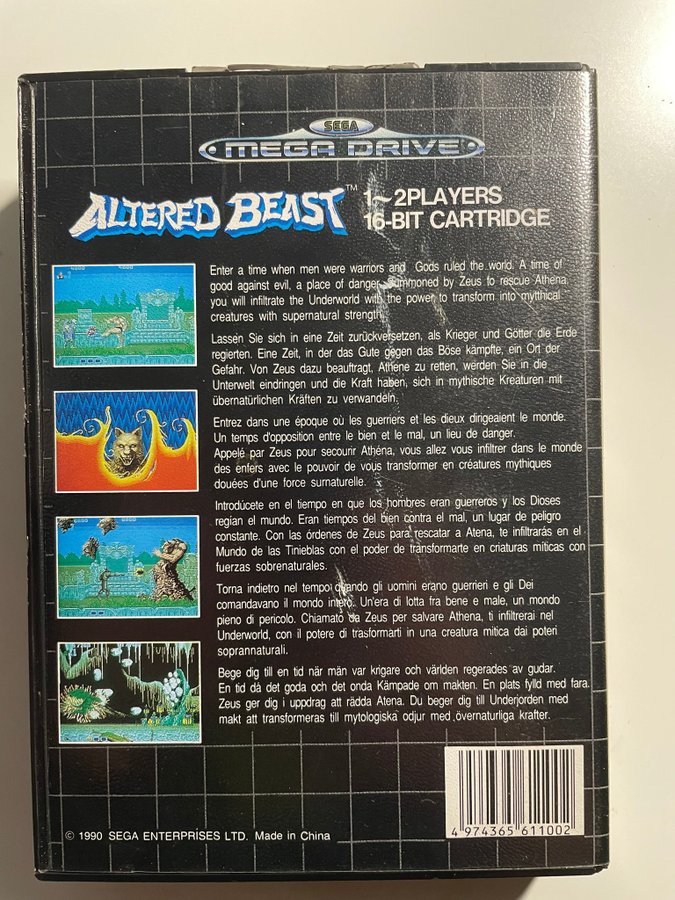 SEGA
MEGA DRIVE
ALTERED BEAST™
1~2PLAYERS
16-BIT CARTRIDGE
Enter a time when men were warriors and Gods ruled the world. A time of
good against evil, a place of danger, summoned by Zeus to rescue Athena,
you will infiltrate the Underworld with the power to transform into mythical
creatures with supernatural strength.
Lassen Sie sich in eine Zeit zurückversetzen, als Krieger und Götter die Erde
regierten. Eine Zeit, in der das Gute gegen das Böse kämpfte, ein Ort der
Gefahr. Von Zeus dazu beauftragt, Athene zu retten, werden Sie in die
Unterwelt eindringen und die Kraft haben, sich in mythische Kreaturen mit
übernatürlichen Kräften zu verwandeln.
Entrez dans une époque où les guerriers et les dieux dirigeaient le monde.
Un temps d'opposition entre le bien et le mal, un lieu de danger.
Appelé par Zeus pour secourir Athéna, vous allez vous infiltrer dans le monde
des enfers avec le pouvoir de vous transformer en créatures mythiques
douées d'une force surnaturelle.
Introdúcete en el tiempo en que los hombres eran guerreros y los Dioses
regían el mundo. Eran tiempos del bien contra el mal, un lugar de peligro
constante. Con las órdenes de Zeus para rescatar a Atena, te infiltrarás en el
Mundo de las Tinieblas con el poder de transformarte en criaturas míticas con
fuerzas sobrenaturales.
Torna indietro nel tempo quando gli uomini erano guerrieri e gli Dei
comandavano il mondo intero. Un'era di lotta fra bene e male, un mondo
pieno di pericolo. Chiamato da Zeus per salvare Athena, ti infiltrerai nel
Underworld, con il potere di trasformarti in una creatura mitica dai poteri
soprannaturali.
Bege dig till en tid när män var krigare och världen regerades av gudar.
En tid då det goda och det onda Kämpade om makten. En plats fylld med fara.
Zeus ger dig i uppdrag att rädda Atena. Du beger dig till Underjorden med
makt att transformeras till mytologiska odjur med övernaturliga krafter.
4 974365 611002
© 1990 SEGA ENTERPRISES LTD. Made in China